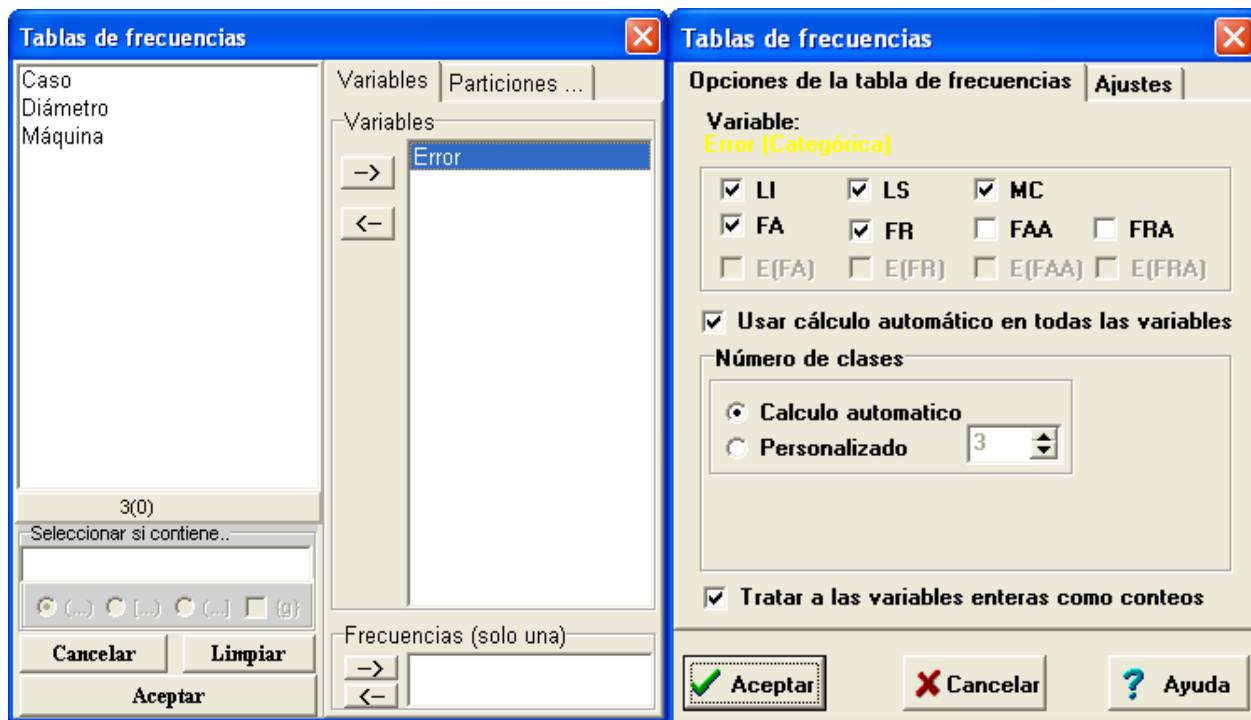 Tablas de frecuencias
Caso
Diámetro
Máquina
3(0)
Seleccionar si contiene..
(...) [...) (...] {g}
Cancelar Limpiar
Aceptar
Variables Particiones ...
Variables
-->
<--
Error
Frecuencias (solo una)
-->
<--
Tablas de frecuencias
Opciones de la tabla de frecuencias Ajustes
Variable:
Error (Categórica)
LI LS MC
FA FR FAA FRA
E(FA) E(FR) E(FAA) E(FRA)
Usar cálculo automático en todas las variables
Número de clases
Calculo automatico
Personalizado 3
Tratar a las variables enteras como conteos
Aceptar Cancelar Ayuda